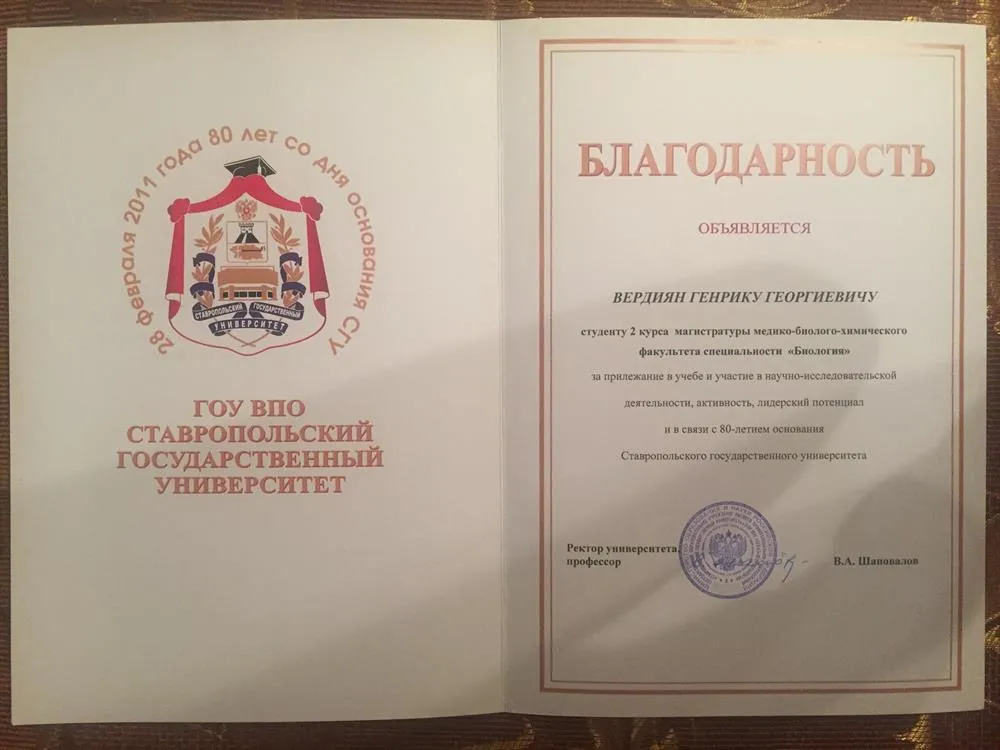 28 февраля 2011 года 80 лет со дня основания СГУ
СТАВРОПОЛЬСКИЙ ГОСУДАРСТВЕННЫЙ
УНИВЕРСИТЕТ
ГОУ ВПО
СТАВРОПОЛЬСКИЙ
ГОСУДАРСТВЕННЫЙ
УНИВЕРСИТЕТ
БЛАГОДАРНОСТЬ
ОБЪЯВЛЯЕТСЯ
ВЕРДИЯН ГЕНРИКУ ГЕОРГИЕВИЧУ
студенту 2 курса магистратуры медико-биолого-химического
факультета специальности «Биология»
за прилежание в учебе и участие в научно-исследовательской
деятельности, активность, лидерский потенциал
и в связи с 80-летием основания
Ставропольского государственного университета
Ректор университета,
профессор
В.А. Шаповалов